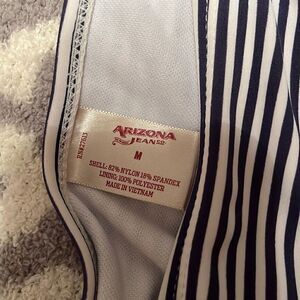 ARIZONA
JEAN CO.
M
SHELL: 82% NYLON 18% SPANDEX
LINING: 100% POLYESTER
MADE IN VIETNAM